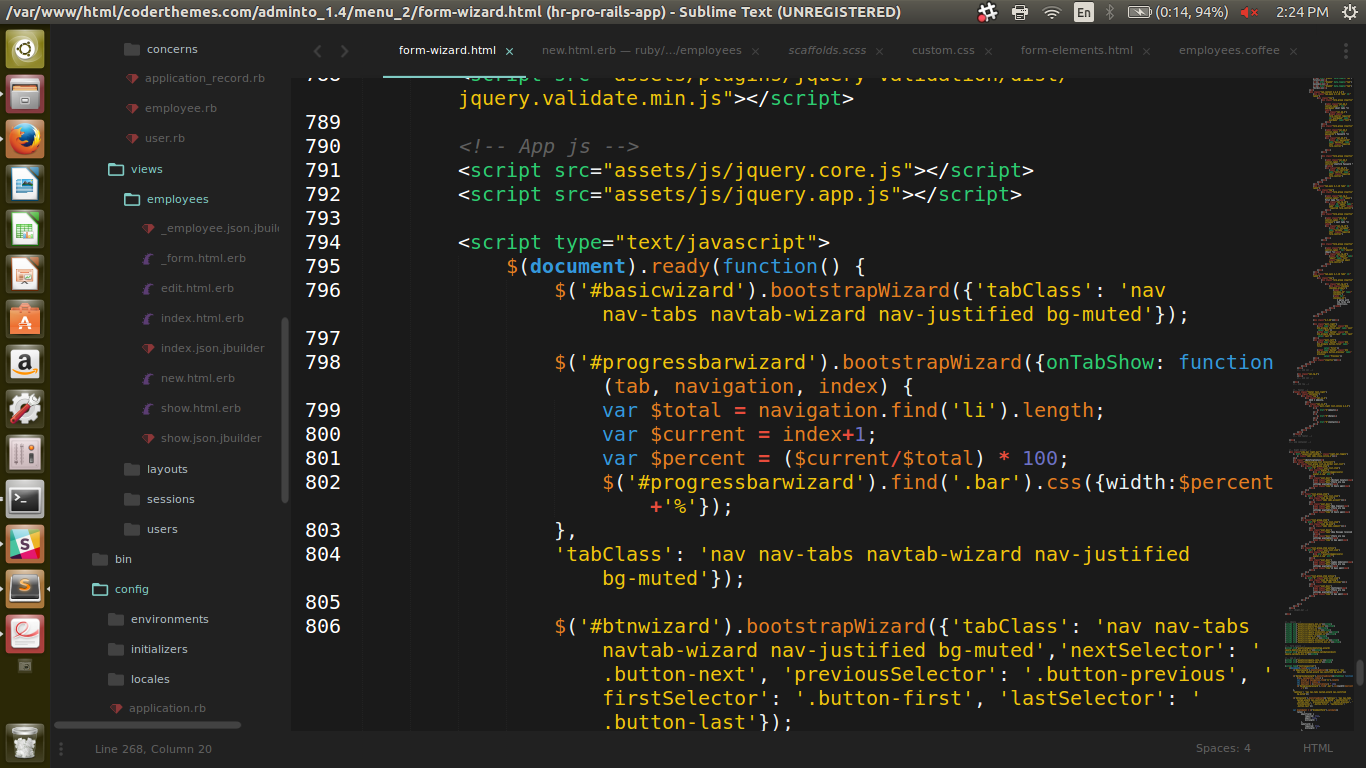 /var/www/html/coderthemes.com/adminto_1.4/menu_2/form-wizard.html (hr-pro-rails-app) - Sublime Text (UNREGISTERED)
En
(0:14, 94%)
2:24 PM
concerns
application_record.rb
employee.rb
user.rb
views
employees
_employee.json.jbuil
_form.html.erb
edit.html.erb
index.html.erb
index.json.jbuilder
new.html.erb
show.html.erb
show.json.jbuilder
layouts
sessions
users
bin
config
environments
initializers
locales
application.rb
form-wizard.html ×
new.html.erb — ruby/.../employees ×
scaffolds.scss ×
custom.css ×
form-elements.html ×
employees.coffee ×
788 <script src="assets/plugins/jquery-validation/dist/
jquery.validate.min.js"></script>
789
790 <!-- App js -->
791 <script src="assets/js/jquery.core.js"></script>
792 <script src="assets/js/jquery.app.js"></script>
793
794 <script type="text/javascript">
795 $(document).ready(function() {
796 $('#basicwizard').bootstrapWizard({'tabClass': 'nav
nav-tabs navtab-wizard nav-justified bg-muted'});
797
798 $('#progressbarwizard').bootstrapWizard({onTabShow: function
(tab, navigation, index) {
799 var $total = navigation.find('li').length;
800 var $current = index+1;
801 var $percent = ($current/$total) * 100;
802 $('#progressbarwizard').find('.bar').css({width:$percent
+'%'});
803 },
804 'tabClass': 'nav nav-tabs navtab-wizard nav-justified
bg-muted'});
805
806 $('#btnwizard').bootstrapWizard({'tabClass': 'nav nav-tabs
navtab-wizard nav-justified bg-muted','nextSelector': '
.button-next', 'previousSelector': '.button-previous', '
firstSelector': '.button-first', 'lastSelector': '
.button-last'});
Line 268, Column 20
Spaces: 4
HTML